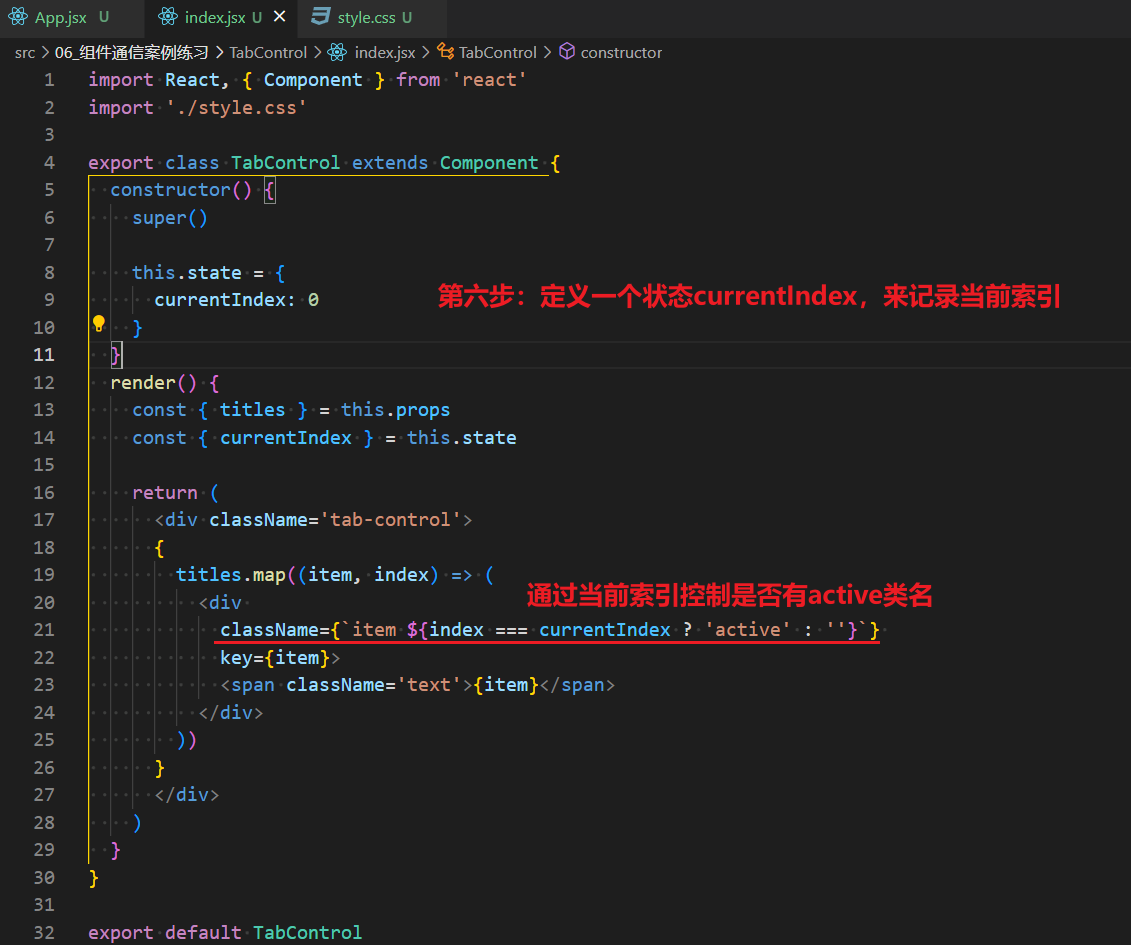 App.jsx U index.jsx U × style.css U
src > 06_组件通信案例练习 > TabControl > index.jsx > TabControl > constructor
1 import React, { Component } from 'react'
2 import './style.css'
3
4 export class TabControl extends Component {
5 constructor() {
6 super()
7
8 this.state = {
9 currentIndex: 0 第六步：定义一个状态currentIndex，来记录当前索引
10 }
11 }
12 render() {
13 const { titles } = this.props
14 const { currentIndex } = this.state
15
16 return (
17 <div className='tab-control'>
18 {
19 titles.map((item, index) => (
20 <div 通过当前索引控制是否有active类名
21 className={`item ${index === currentIndex ? 'active' : ''}`}
22 key={item}>
23 <span className='text'>{item}</span>
24 </div>
25 ))
26 }
27 </div>
28 )
29 }
30 }
31
32 export default TabControl